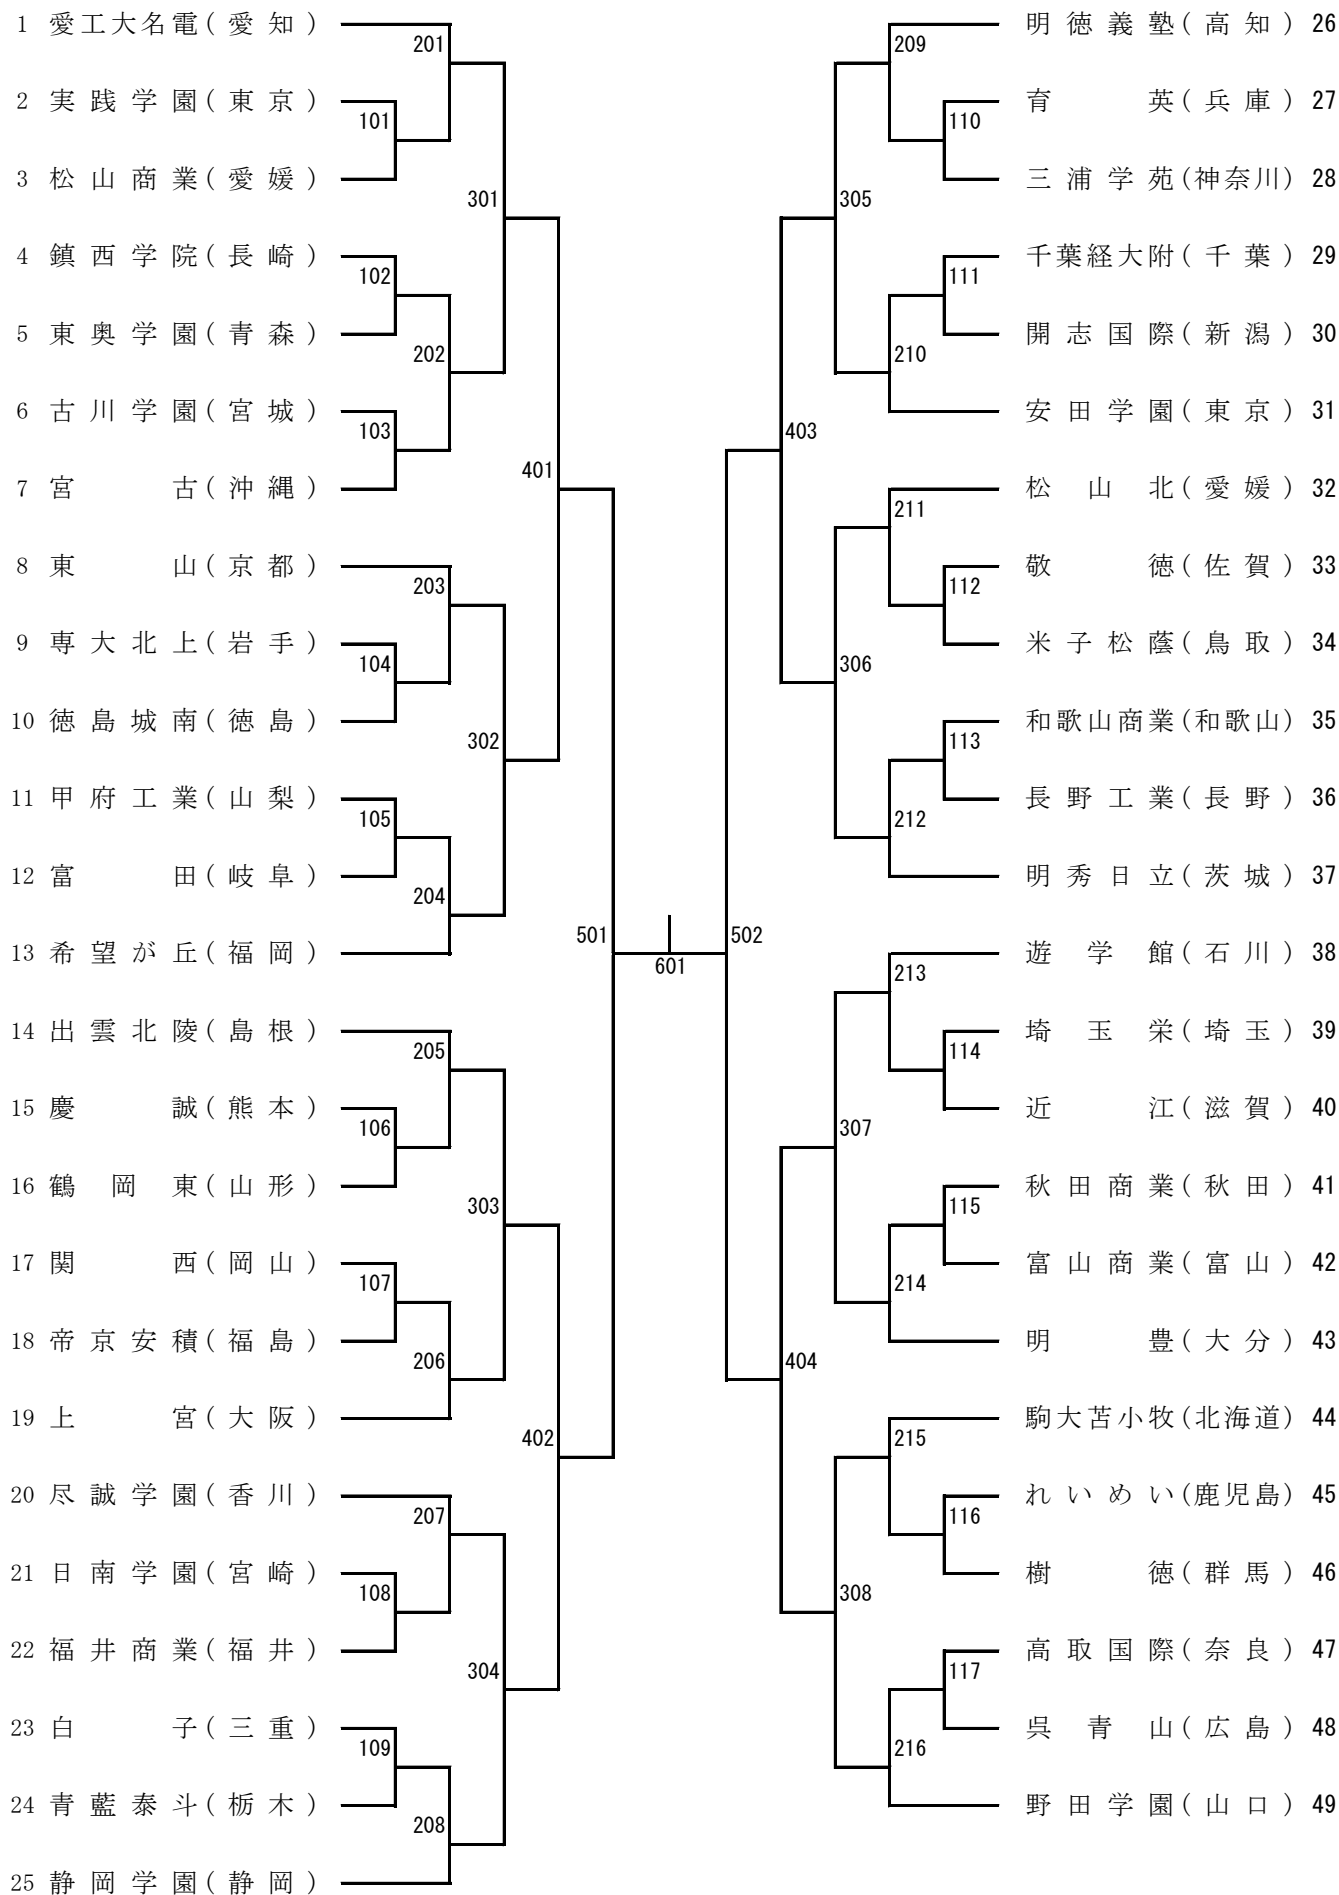 1 愛工大名電(愛知)
2 実践学園(東京)
3 松山商業(愛媛)
4 鎮西学院(長崎)
5 東奥学園(青森)
6 古川学園(宮城)
7 宮古(沖縄)
8 東山(京都)
9 専大北上(岩手)
10 徳島城南(徳島)
11 甲府工業(山梨)
12 富田(岐阜)
13 希望が丘(福岡)
14 出雲北陵(島根)
15 慶誠(熊本)
16 鶴岡東(山形)
17 関西(岡山)
18 帝京安積(福島)
19 上宮(大阪)
20 尽誠学園(香川)
21 日南学園(宮崎)
22 福井商業(福井)
23 白子(三重)
24 青藍泰斗(栃木)
25 静岡学園(静岡)
101
102
103
104
105
106
107
108
109
201
202
203
204
205
206
207
208
301
302
303
304
401
402
501
601
502
403
404
305
306
307
308
209
210
211
212
213
214
215
216
110
111
112
113
114
115
116
117
明徳義塾(高知) 26
育英(兵庫) 27
三浦学苑(神奈川) 28
千葉経大附(千葉) 29
開志国際(新潟) 30
安田学園(東京) 31
松山北(愛媛) 32
敬徳(佐賀) 33
米子松蔭(鳥取) 34
和歌山商業(和歌山) 35
長野工業(長野) 36
明秀日立(茨城) 37
遊学館(石川) 38
埼玉栄(埼玉) 39
近江(滋賀) 40
秋田商業(秋田) 41
富山商業(富山) 42
明豊(大分) 43
駒大苫小牧(北海道) 44
れいめい(鹿児島) 45
樹徳(群馬) 46
高取国際(奈良) 47
呉青山(広島) 48
野田学園(山口) 49